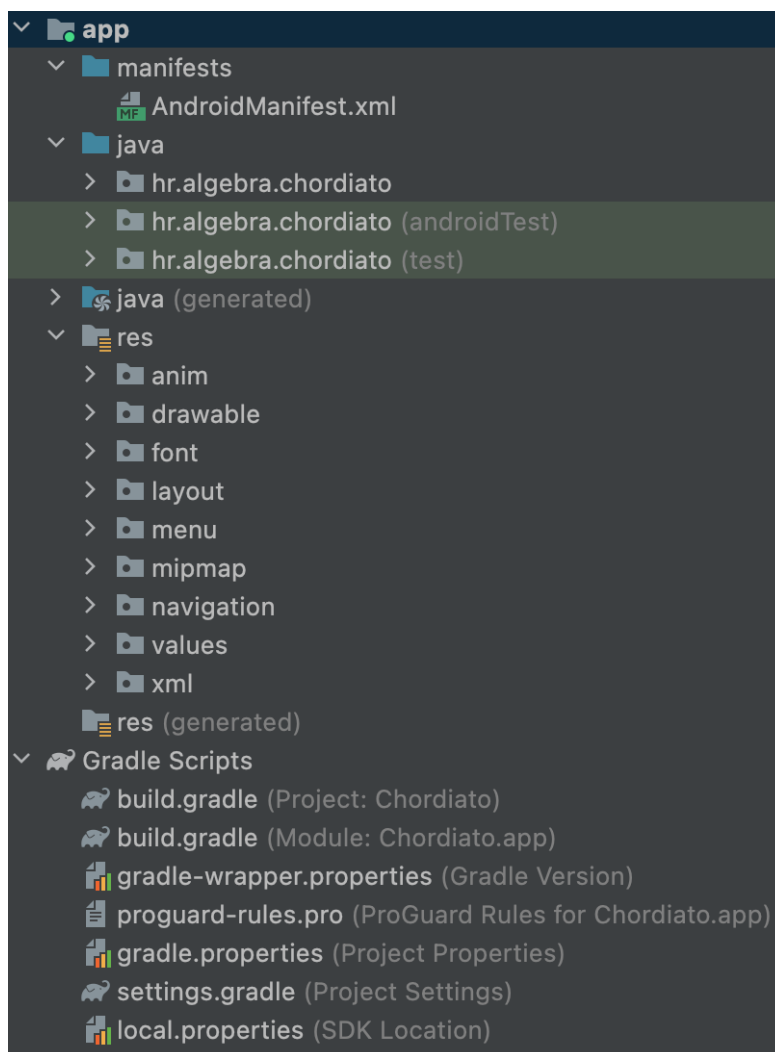 app
manifests
MF AndroidManifest.xml
java
hr.algebra.chordiato
hr.algebra.chordiato (androidTest)
hr.algebra.chordiato (test)
java (generated)
res
anim
drawable
font
layout
menu
mipmap
navigation
values
xml
res (generated)
Gradle Scripts
build.gradle (Project: Chordiato)
build.gradle (Module: Chordiato.app)
gradle-wrapper.properties (Gradle Version)
proguard-rules.pro (ProGuard Rules for Chordiato.app)
gradle.properties (Project Properties)
settings.gradle (Project Settings)
local.properties (SDK Location)